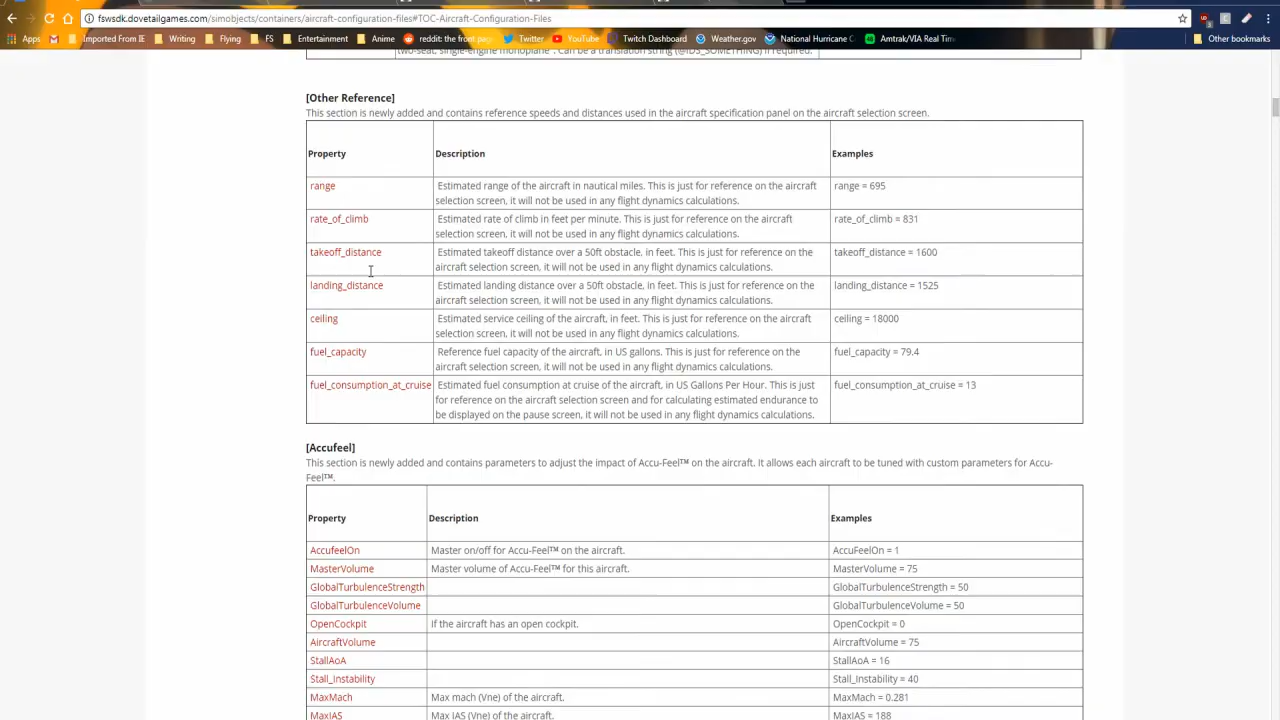 fswsdk.dovetailgames.com/simobjects/containers/aircraft-configuration-files#TOC-Aircraft-Configuration-Files
Apps Imported From IE Writing Flying FS Entertainment Anime reddit: the front pag Twitter YouTube Twitch Dashboard Weather.gov National Hurricane C Amtrak/VIA Real Tim Other bookmarks
two-seat, single-engine monoplane". Can be a translation string (@IDS_SOMETHING) if required.
[Other Reference]
This section is newly added and contains reference speeds and distances used in the aircraft specification panel on the aircraft selection screen.
Property Description Examples
range Estimated range of the aircraft in nautical miles. This is just for reference on the aircraft range = 695
selection screen, it will not be used in any flight dynamics calculations.
rate_of_climb Estimated rate of climb in feet per minute. This is just for reference on the aircraft rate_of_climb = 831
selection screen, it will not be used in any flight dynamics calculations.
takeoff_distance Estimated takeoff distance over a 50ft obstacle, in feet. This is just for reference on the takeoff_distance = 1600
aircraft selection screen, it will not be used in any flight dynamics calculations.
landing_distance Estimated landing distance over a 50ft obstacle, in feet. This is just for reference on the landing_distance = 1525
aircraft selection screen, it will not be used in any flight dynamics calculations.
ceiling Estimated service ceiling of the aircraft, in feet. This is just for reference on the aircraft ceiling = 18000
selection screen, it will not be used in any flight dynamics calculations.
fuel_capacity Reference fuel capacity of the aircraft, in US gallons. This is just for reference on the fuel_capacity = 79.4
aircraft selection screen, it will not be used in any flight dynamics calculations.
fuel_consumption_at_cruise Estimated fuel consumption at cruise of the aircraft, in US Gallons Per Hour. This is just fuel_consumption_at_cruise = 13
for reference on the aircraft selection screen and for calculating estimated endurance to
be displayed on the pause screen, it will not be used in any flight dynamics calculations.
[Accufeel]
This section is newly added and contains parameters to adjust the impact of Accu-Feel™ on the aircraft. It allows each aircraft to be tuned with custom parameters for Accu-
Feel™.
Property Description Examples
AccufeelOn Master on/off for Accu-Feel™ on the aircraft. AccuFeelOn = 1
MasterVolume Master volume of Accu-Feel™ for this aircraft. MasterVolume = 75
GlobalTurbulenceStrength GlobalTurbulenceStrength = 50
GlobalTurbulenceVolume GlobalTurbulenceVolume = 50
OpenCockpit If the aircraft has an open cockpit. OpenCockpit = 0
AircraftVolume AircraftVolume = 75
StallAoA StallAoA = 16
Stall_Instability Stall_Instability = 40
MaxMach Max mach (Vne) of the aircraft. MaxMach = 0.281
MaxIAS Max IAS (Vne) of the aircraft. MaxIAS = 188